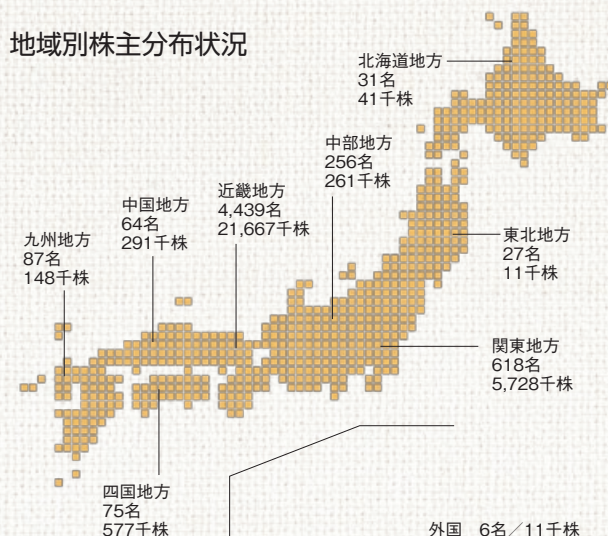 地域別株主分布状況
北海道地方
31名
41千株
中部地方
256名
261千株
近畿地方
4,439名
21,667千株
中国地方
64名
291千株
九州地方
87名
148千株
東北地方
27名
11千株
関東地方
618名
5,728千株
四国地方
75名
577千株
外国 6名／11千株